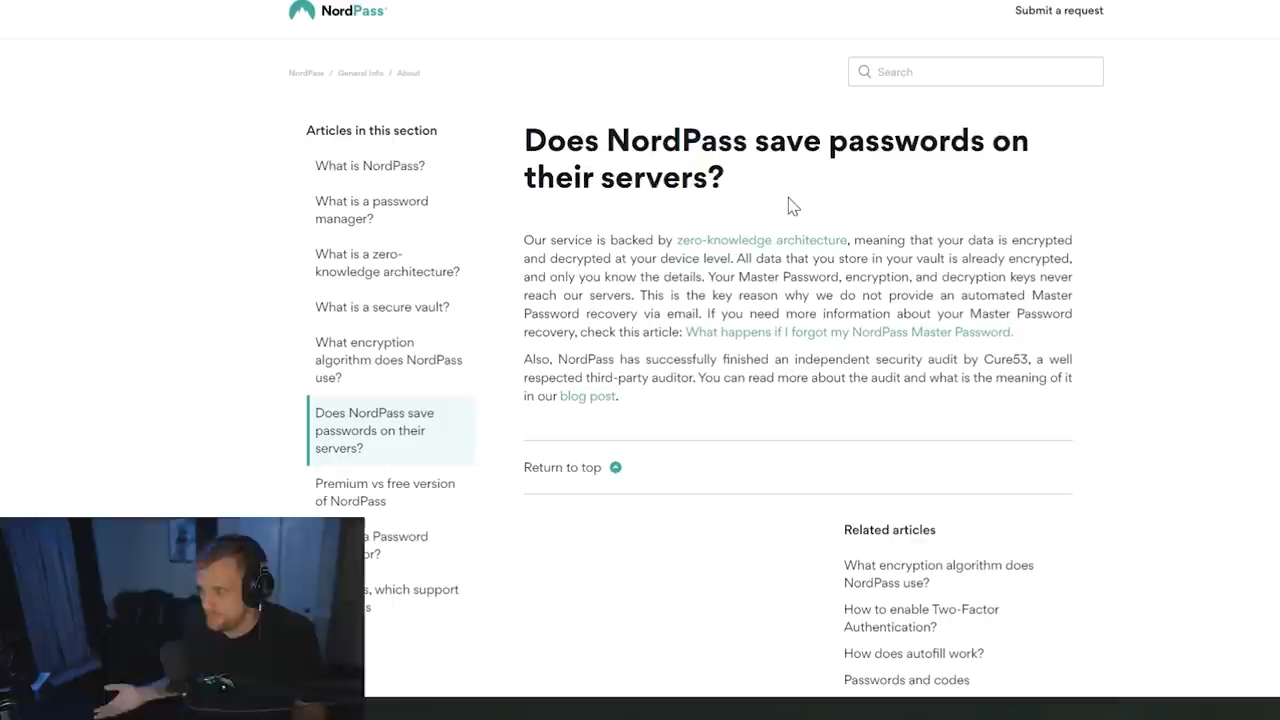 NordPass
Submit a request
NordPass / General Info / About
Search
Articles in this section
What is NordPass?
What is a password
manager?
What is a zero-
knowledge architecture?
What is a secure vault?
What encryption
algorithm does NordPass
use?
Does NordPass save
passwords on their
servers?
Premium vs free version
of NordPass
a Password
or?
s, which support
s
Does NordPass save passwords on
their servers?
Our service is backed by zero-knowledge architecture, meaning that your data is encrypted
and decrypted at your device level. All data that you store in your vault is already encrypted,
and only you know the details. Your Master Password, encryption, and decryption keys never
reach our servers. This is the key reason why we do not provide an automated Master
Password recovery via email. If you need more information about your Master Password
recovery, check this article: What happens if I forgot my NordPass Master Password.
Also, NordPass has successfully finished an independent security audit by Cure53, a well
respected third-party auditor. You can read more about the audit and what is the meaning of it
in our blog post.
Return to top
Related articles
What encryption algorithm does
NordPass use?
How to enable Two-Factor
Authentication?
How does autofill work?
Passwords and codes